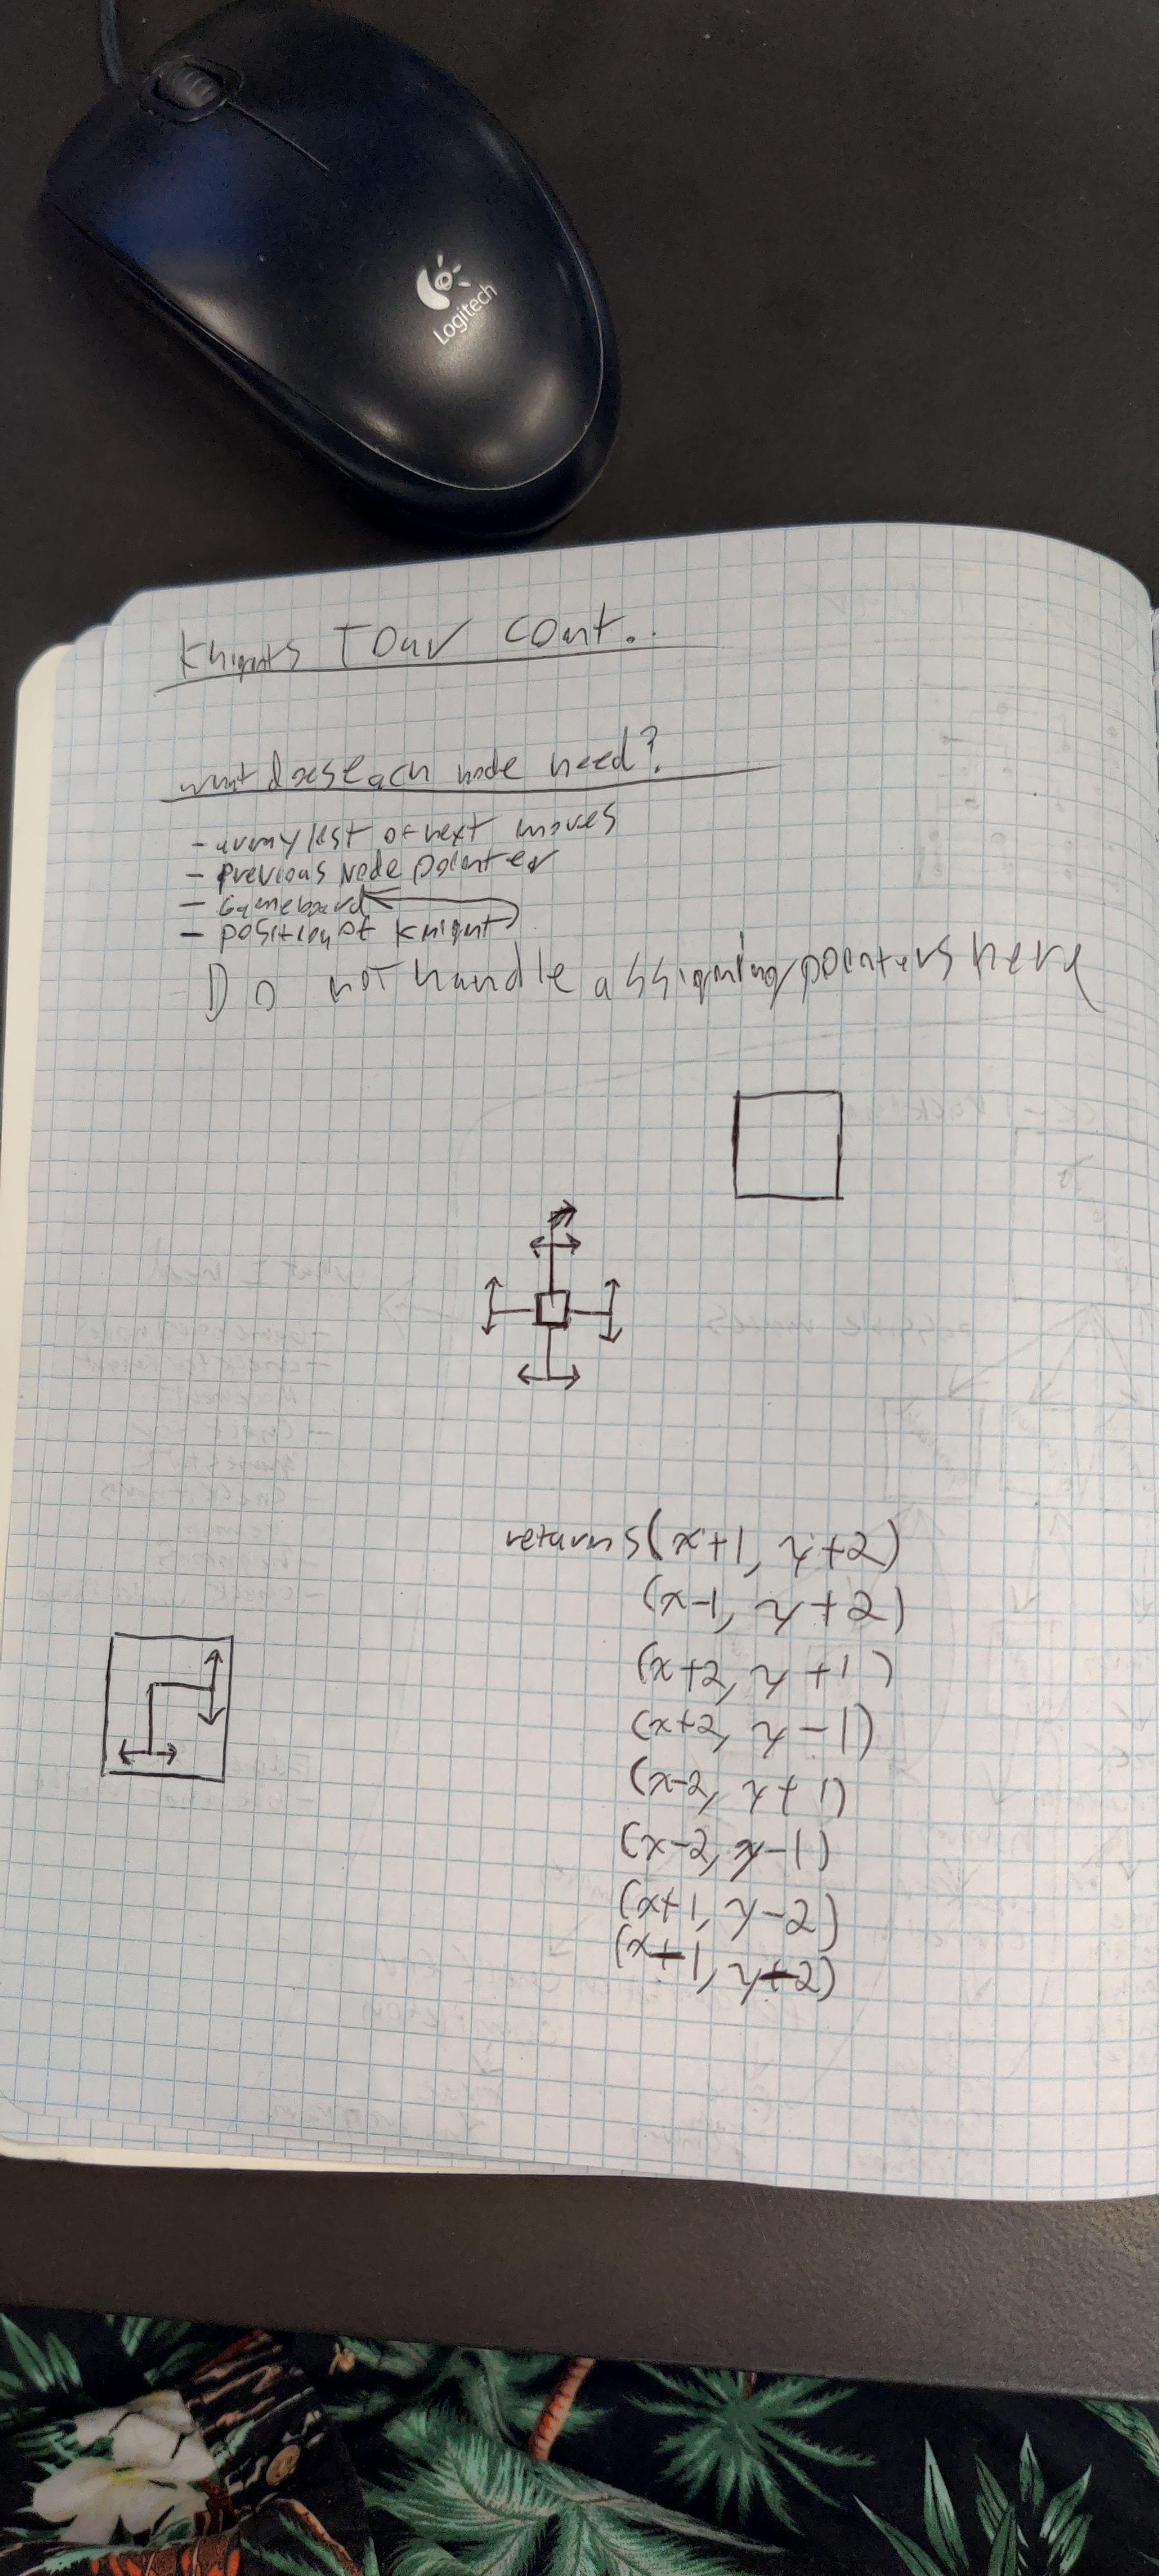 Logitech
Knights Tour cont..
what does each node need?
- array list of next moves
- previous Node pointer
- Gameboard
- position of Knight
Do not handle assigning pointers here
returns (x+1, y+2)
(x-1, y+2)
(x+2, y+1)
(x+2, y-1)
(x-2, y+1)
(x-2, y-1)
(x+1, y-2)
(x-1, y-2)